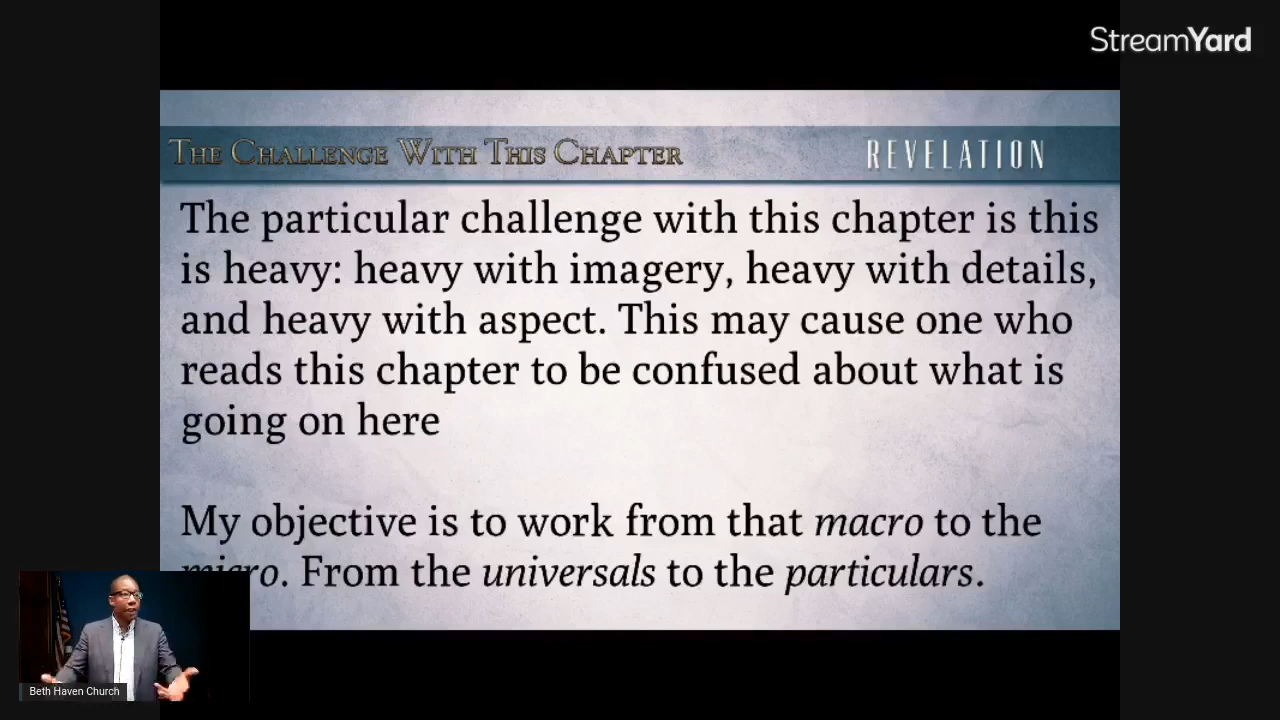 StreamYard
The Challenge With This Chapter
REVELATION
The particular challenge with this chapter is this
is heavy: heavy with imagery, heavy with details,
and heavy with aspect. This may cause one who
reads this chapter to be confused about what is
going on here
My objective is to work from that macro to the
micro. From the universals to the particulars.
Beth Haven Church